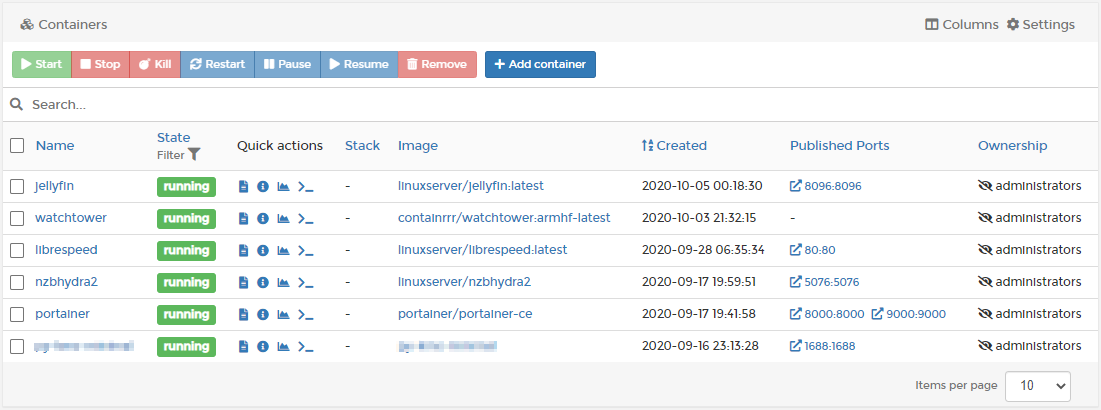 Containers Columns Settings
Start Stop Kill Restart Pause Resume Remove Add container
Search...
Name State Filter Quick actions Stack Image Created Published Ports Ownership
jellyfin running - linuxserver/jellyfin:latest 2020-10-05 00:18:30 8096:8096 administrators
watchtower running - containrrr/watchtower:armhf-latest 2020-10-03 21:32:15 - administrators
librespeed running - linuxserver/librespeed:latest 2020-09-28 06:35:34 80:80 administrators
nzbhydra2 running - linuxserver/nzbhydra2 2020-09-17 19:59:51 5076:5076 administrators
portainer running - portainer/portainer-ce 2020-09-17 19:41:58 8000:8000 9000:9000 administrators
running - 2020-09-16 23:13:28 1688:1688 administrators
Items per page 10